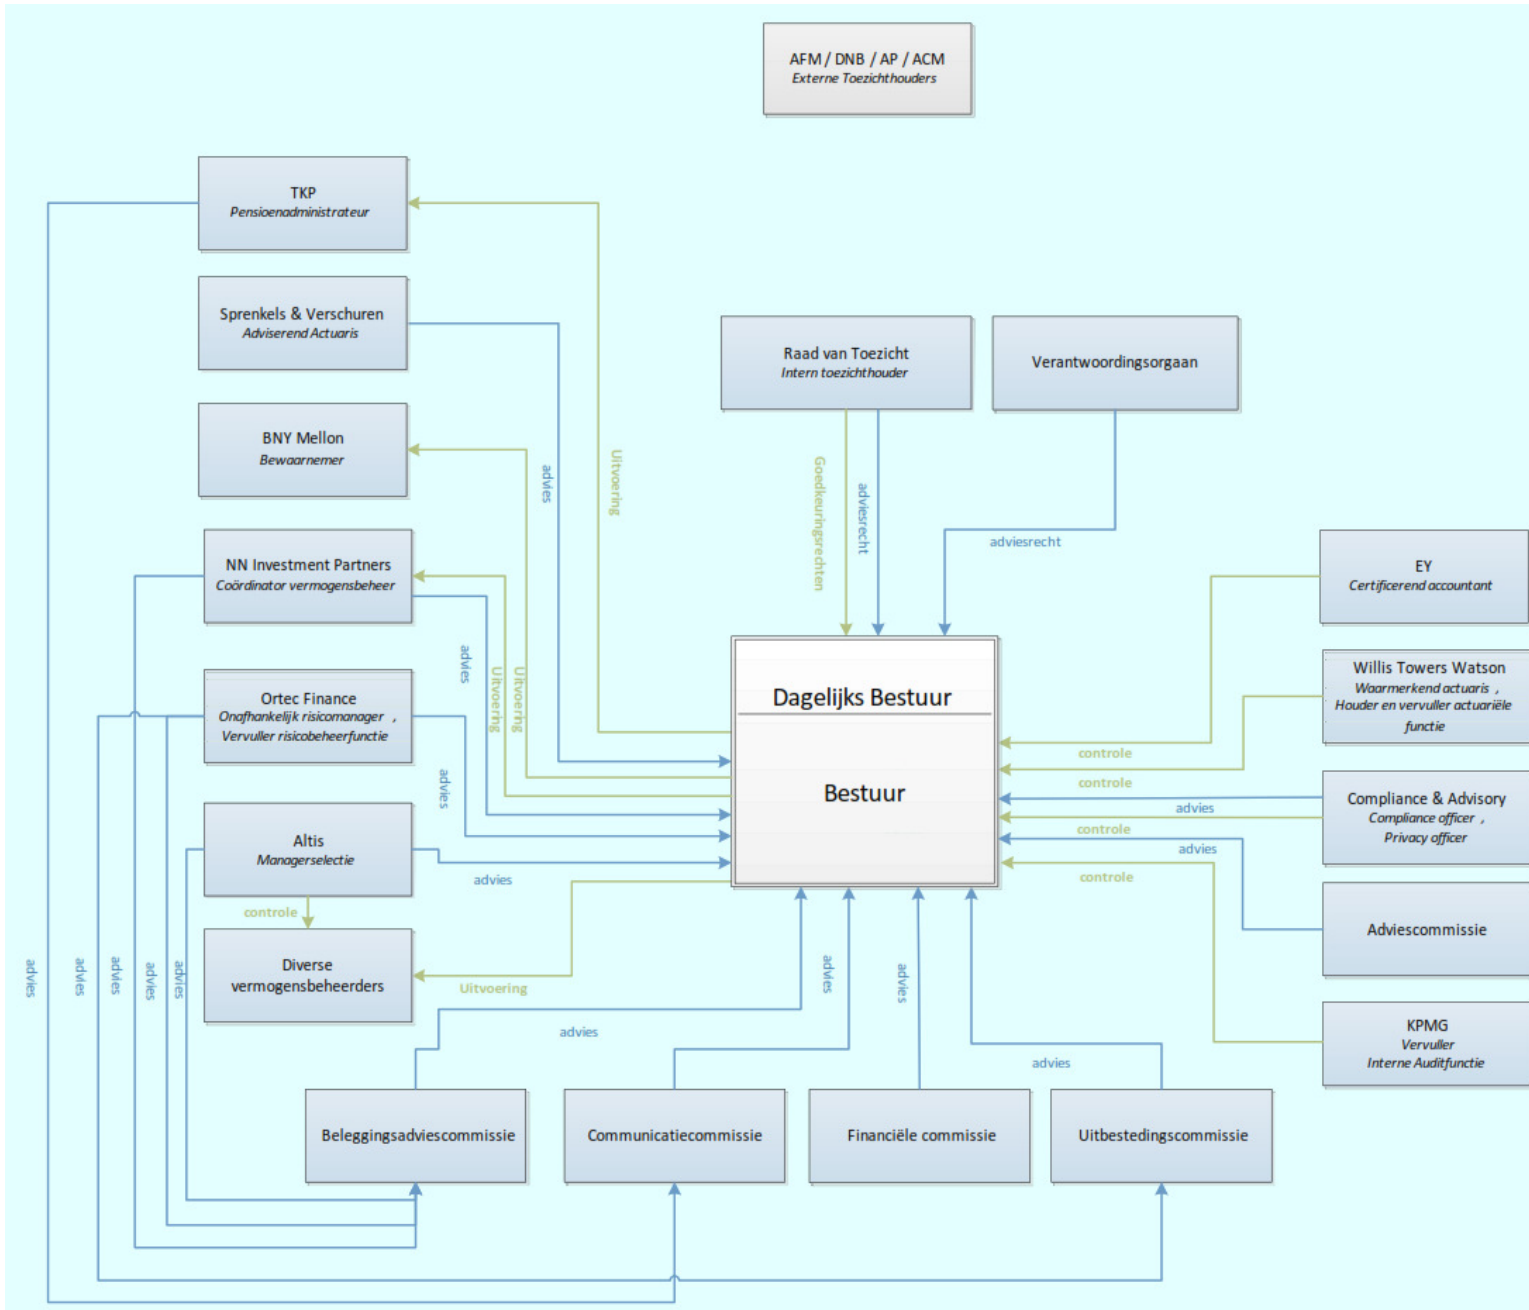 AFM / DNB / AP / ACM
Externe Toezichthouders
TKP
Pensioenadministrateur
Sprenkels & Verschuren
Adviserend Actuaris
Raad van Toezicht
Intern toezichthouder
Verantwoordingsorgaan
BNY Mellon
Bewaarnemer
advies
Uitvoering
Goedkeuringsrechten
adviesrecht
adviesrecht
NN Investment Partners
Coördinator vermogensbeheer
EY
Certificerend accountant
advies
Uitvoering
Uitvoering
Ortec Finance
Onafhankelijk risicomanager ,
Vervuller risicobeheerfunctie
Dagelijks Bestuur
Bestuur
Willis Towers Watson
Waarmerkend actuaris ,
Houder en vervuller actuariële
functie
controle
controle
advies
Altis
Managerselectie
advies
controle
Compliance & Advisory
Compliance officer ,
Privacy officer
advies
controle
advies
controle
Adviescommissie
Diverse
vermogensbeheerders
Uitvoering
advies
advies
advies
advies
advies
advies
advies
advies
advies
KPMG
Vervuller
Interne Auditfunctie
Beleggingsadviescommissie
Communicatiecommissie
Financiële commissie
Uitbestedingscommissie